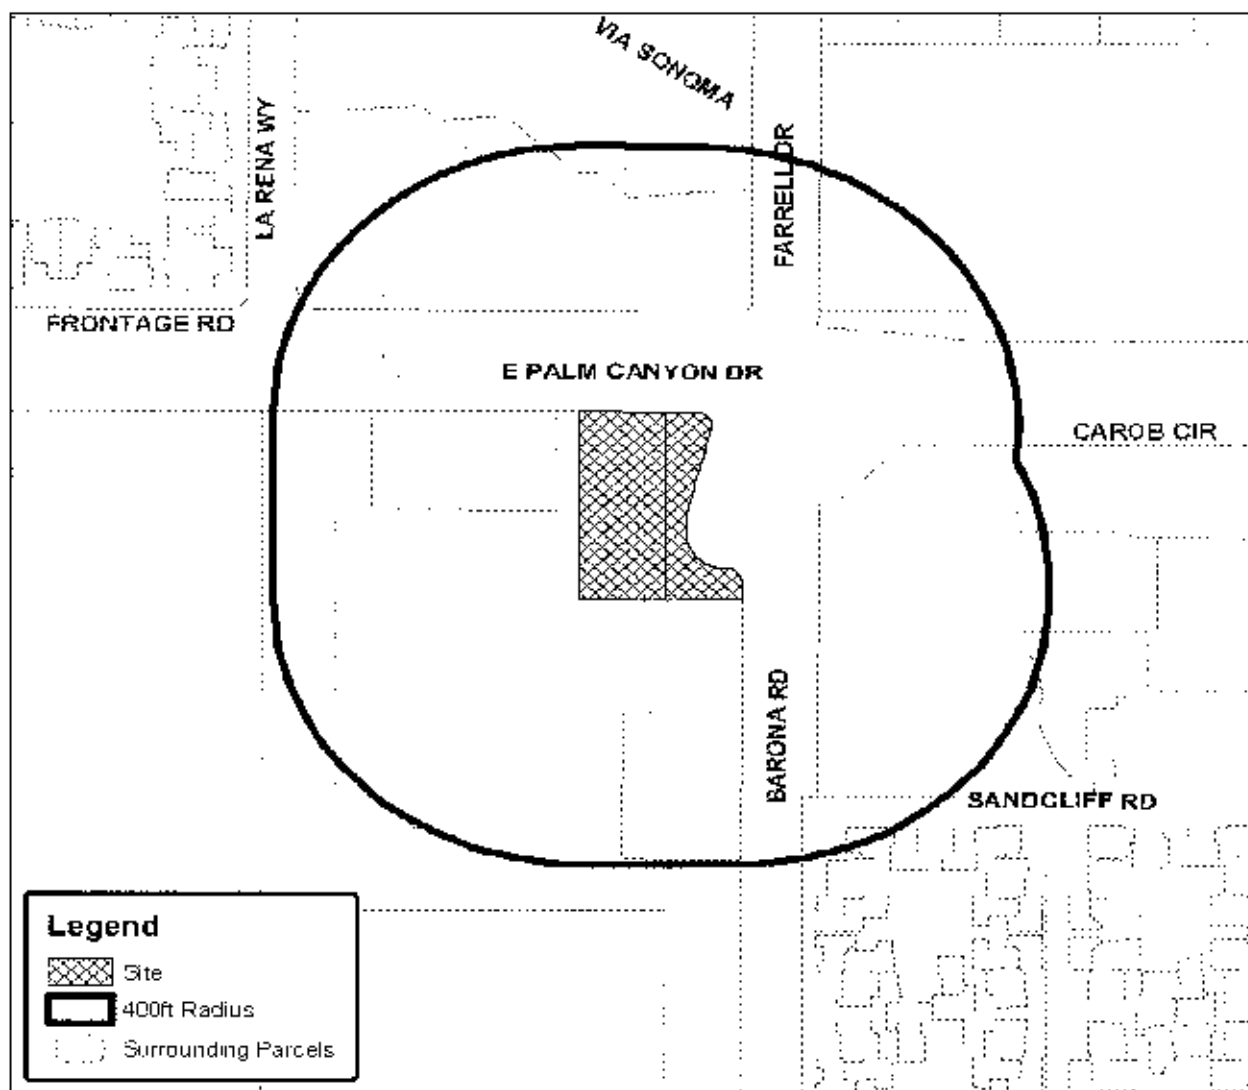 VIA SONOMA
LA RENA WY
FARRELL DR
FRONTAGE RD
E PALM CANYON DR
CAROB CIR
BARONA RD
SANDCLIFF RD
Legend
Site
400ft Radius
Surrounding Parcels